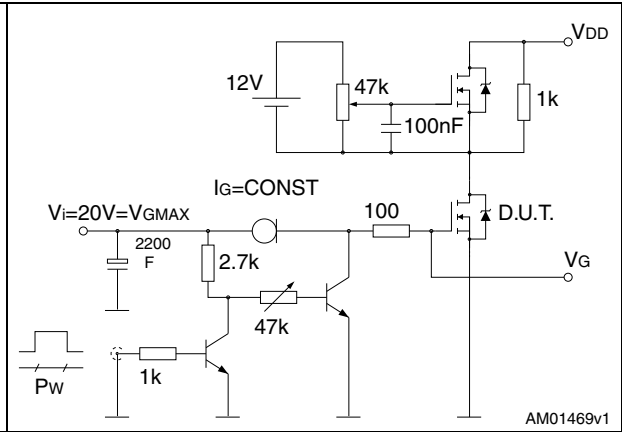 VDD
12V
47k
1k
100nF
IG=CONST
Vi=20V=VGMAX
100
D.U.T.
2200
F
2.7k
VG
47k
1k
PW
AM01469v1